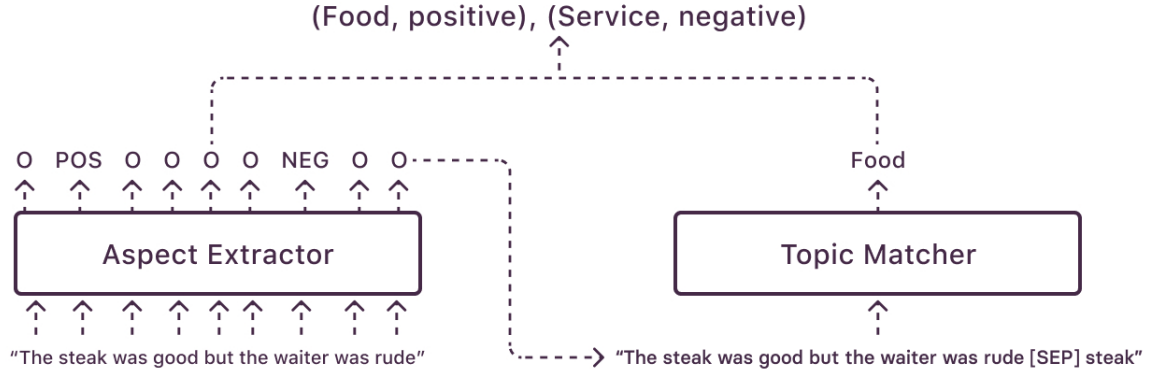 (Food, positive), (Service, negative)
O POS O O O O NEG O O
Food
Aspect Extractor
Topic Matcher
“The steak was good but the waiter was rude”
“The steak was good but the waiter was rude [SEP] steak”